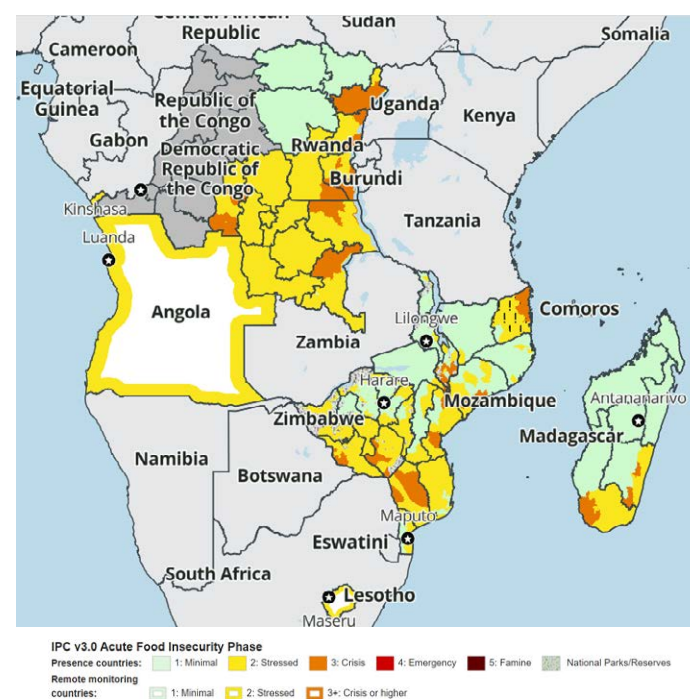 Central African
Republic
Sudan
Somalia
Cameroon
Equatorial
Guinea
Republic of
the Congo
Uganda
Kenya
Gabon
Democratic
Republic of
the Congo
Rwanda
Burundi
Kinshasa
Luanda
Tanzania
Angola
Comoros
Lilongwe
Zambia
Harare
Zimbabwe
Mozambique
Antananarivo
Madagascar
Namibia
Botswana
Maputo
Eswatini
South Africa
Lesotho
Maseru
IPC v3.0 Acute Food Insecurity Phase
Presence countries: 1: Minimal 2: Stressed 3: Crisis 4: Emergency 5: Famine National Parks/Reserves
Remote monitoring
countries: 1: Minimal 2: Stressed 3+: Crisis or higher